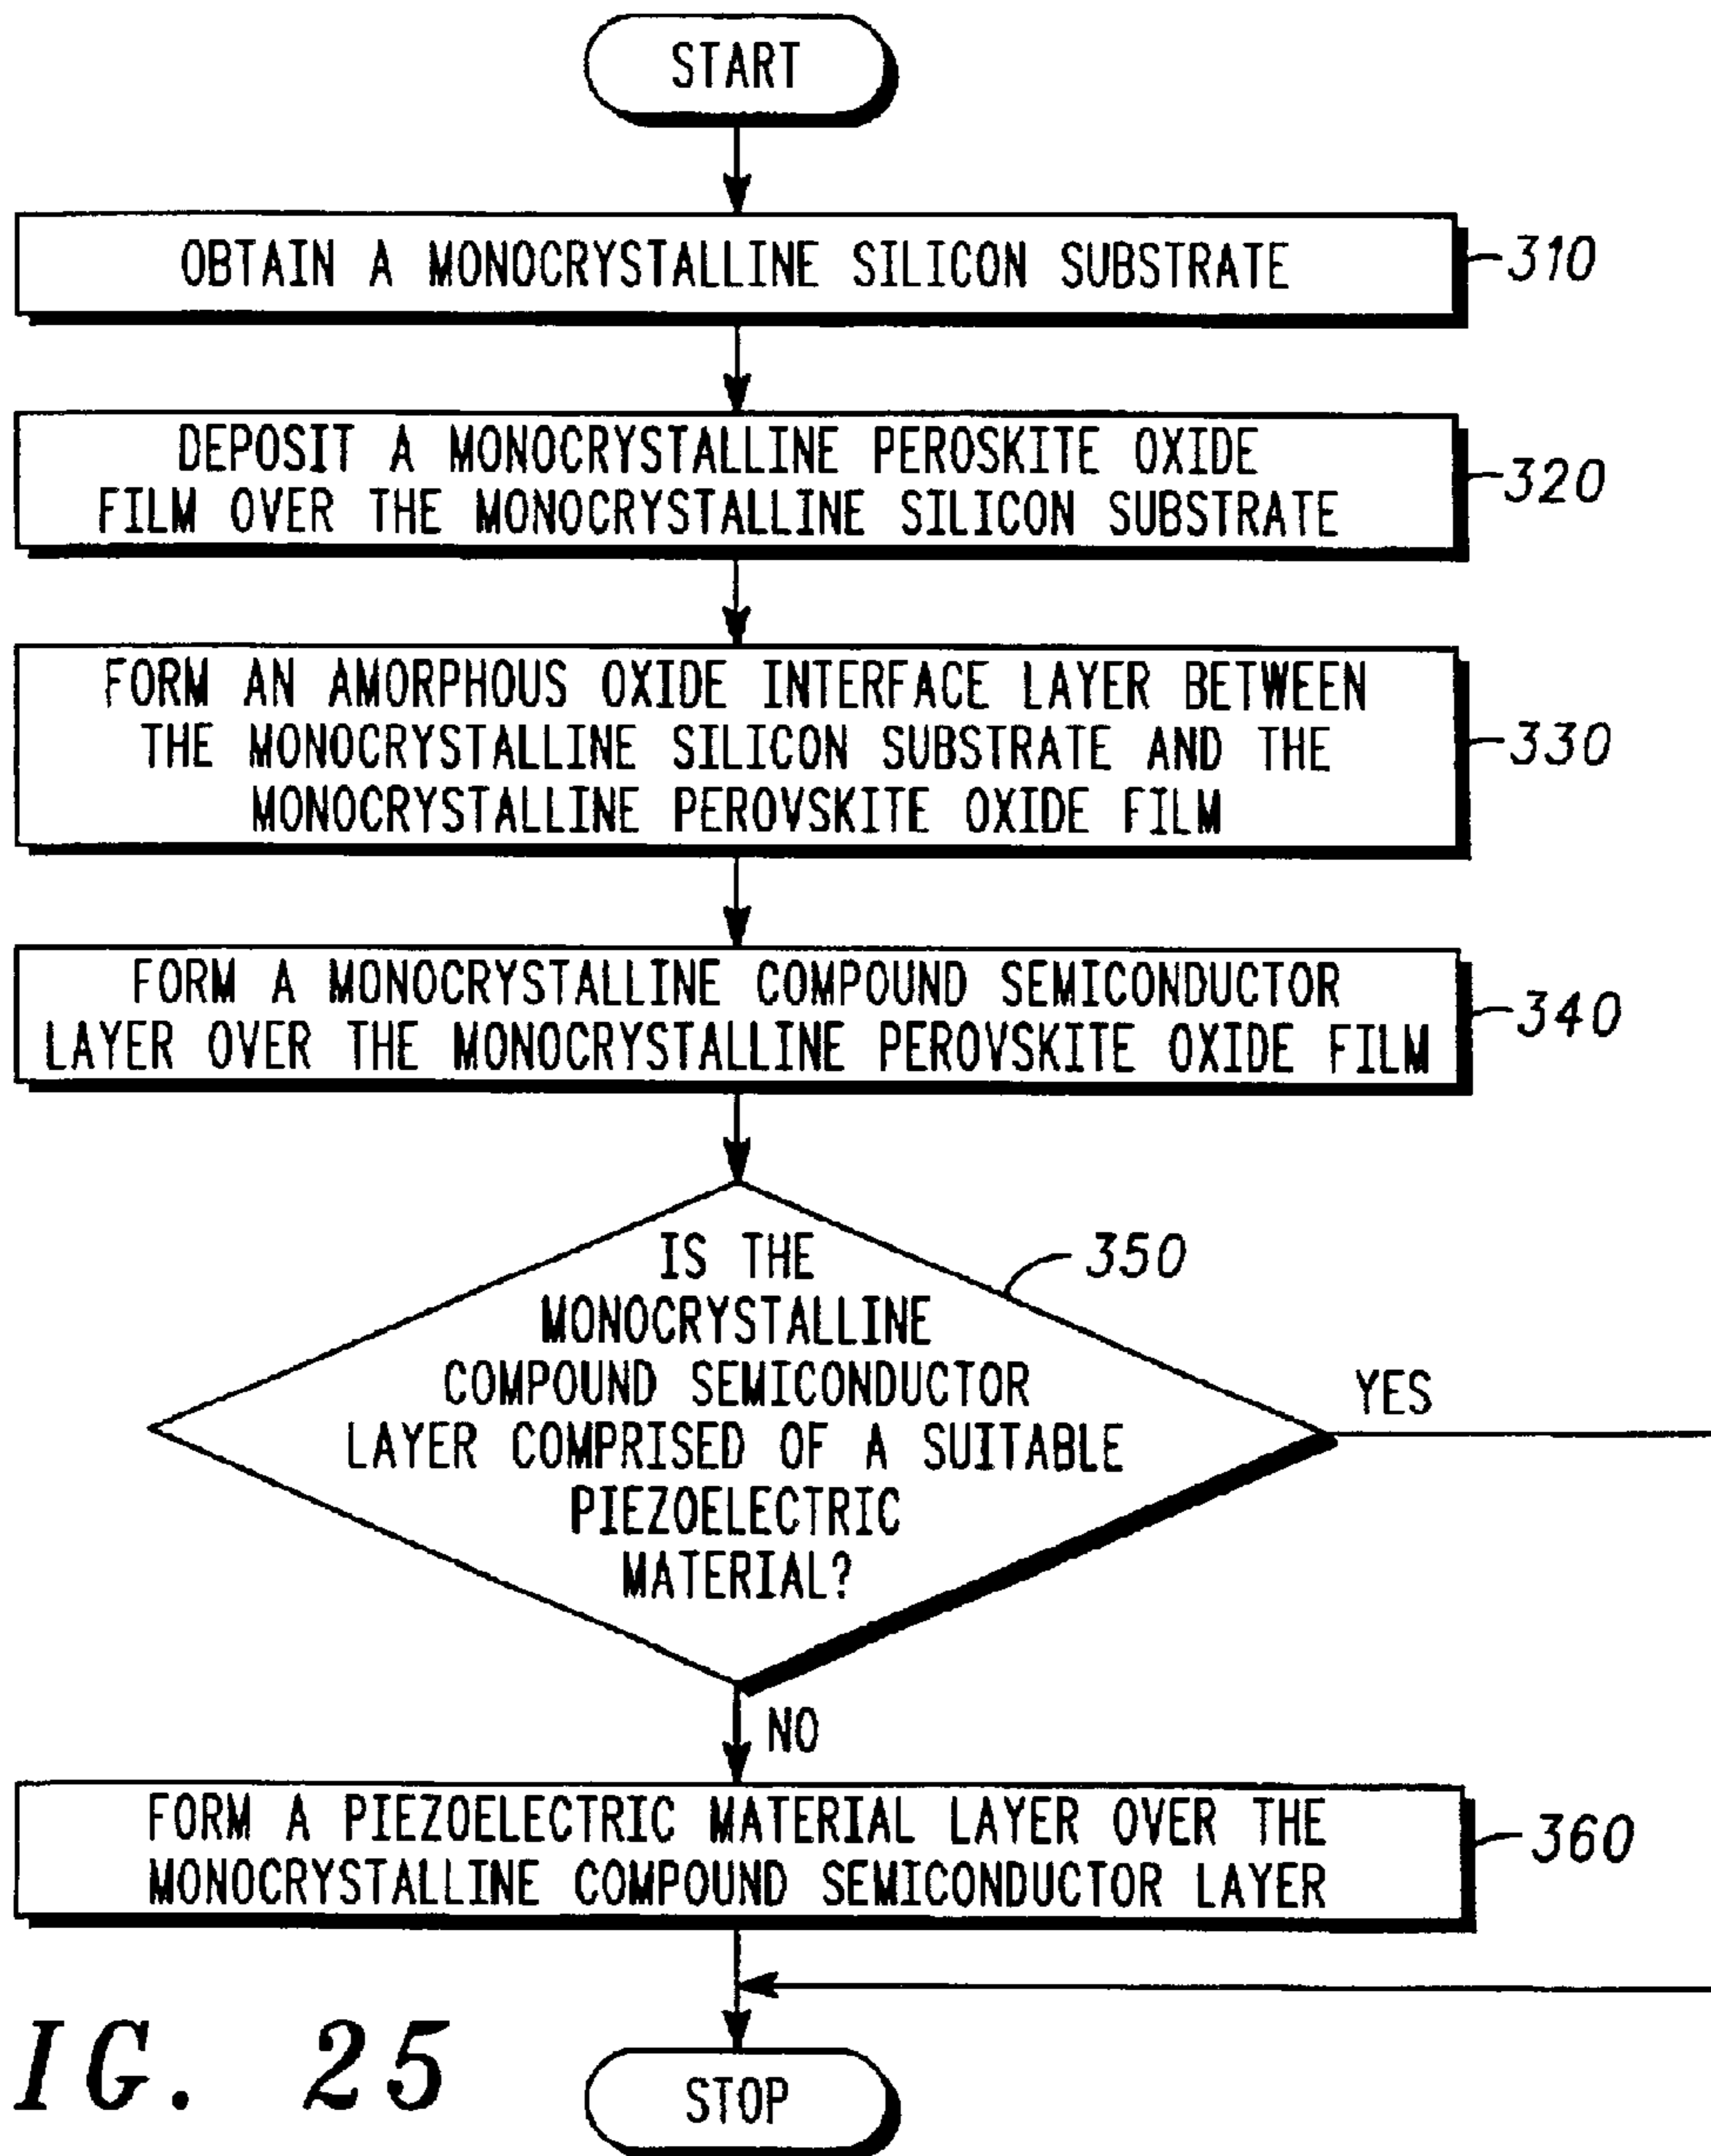 START
OBTAIN A MONOCRYSTALLINE SILICON SUBSTRATE
310
DEPOSIT A MONOCRYSTALLINE PEROSKITE OXIDE
FILM OVER THE MONOCRYSTALLINE SILICON SUBSTRATE
320
FORM AN AMORPHOUS OXIDE INTERFACE LAYER BETWEEN
THE MONOCRYSTALLINE SILICON SUBSTRATE AND THE
MONOCRYSTALLINE PEROVSKITE OXIDE FILM
330
FORM A MONOCRYSTALLINE COMPOUND SEMICONDUCTOR
LAYER OVER THE MONOCRYSTALLINE PEROVSKITE OXIDE FILM
340
IS THE
MONOCRYSTALLINE
COMPOUND SEMICONDUCTOR
LAYER COMPRISED OF A SUITABLE
PIEZOELECTRIC
MATERIAL?
350
YES
NO
FORM A PIEZOELECTRIC MATERIAL LAYER OVER THE
MONOCRYSTALLINE COMPOUND SEMICONDUCTOR LAYER
360
IG. 25
STOP